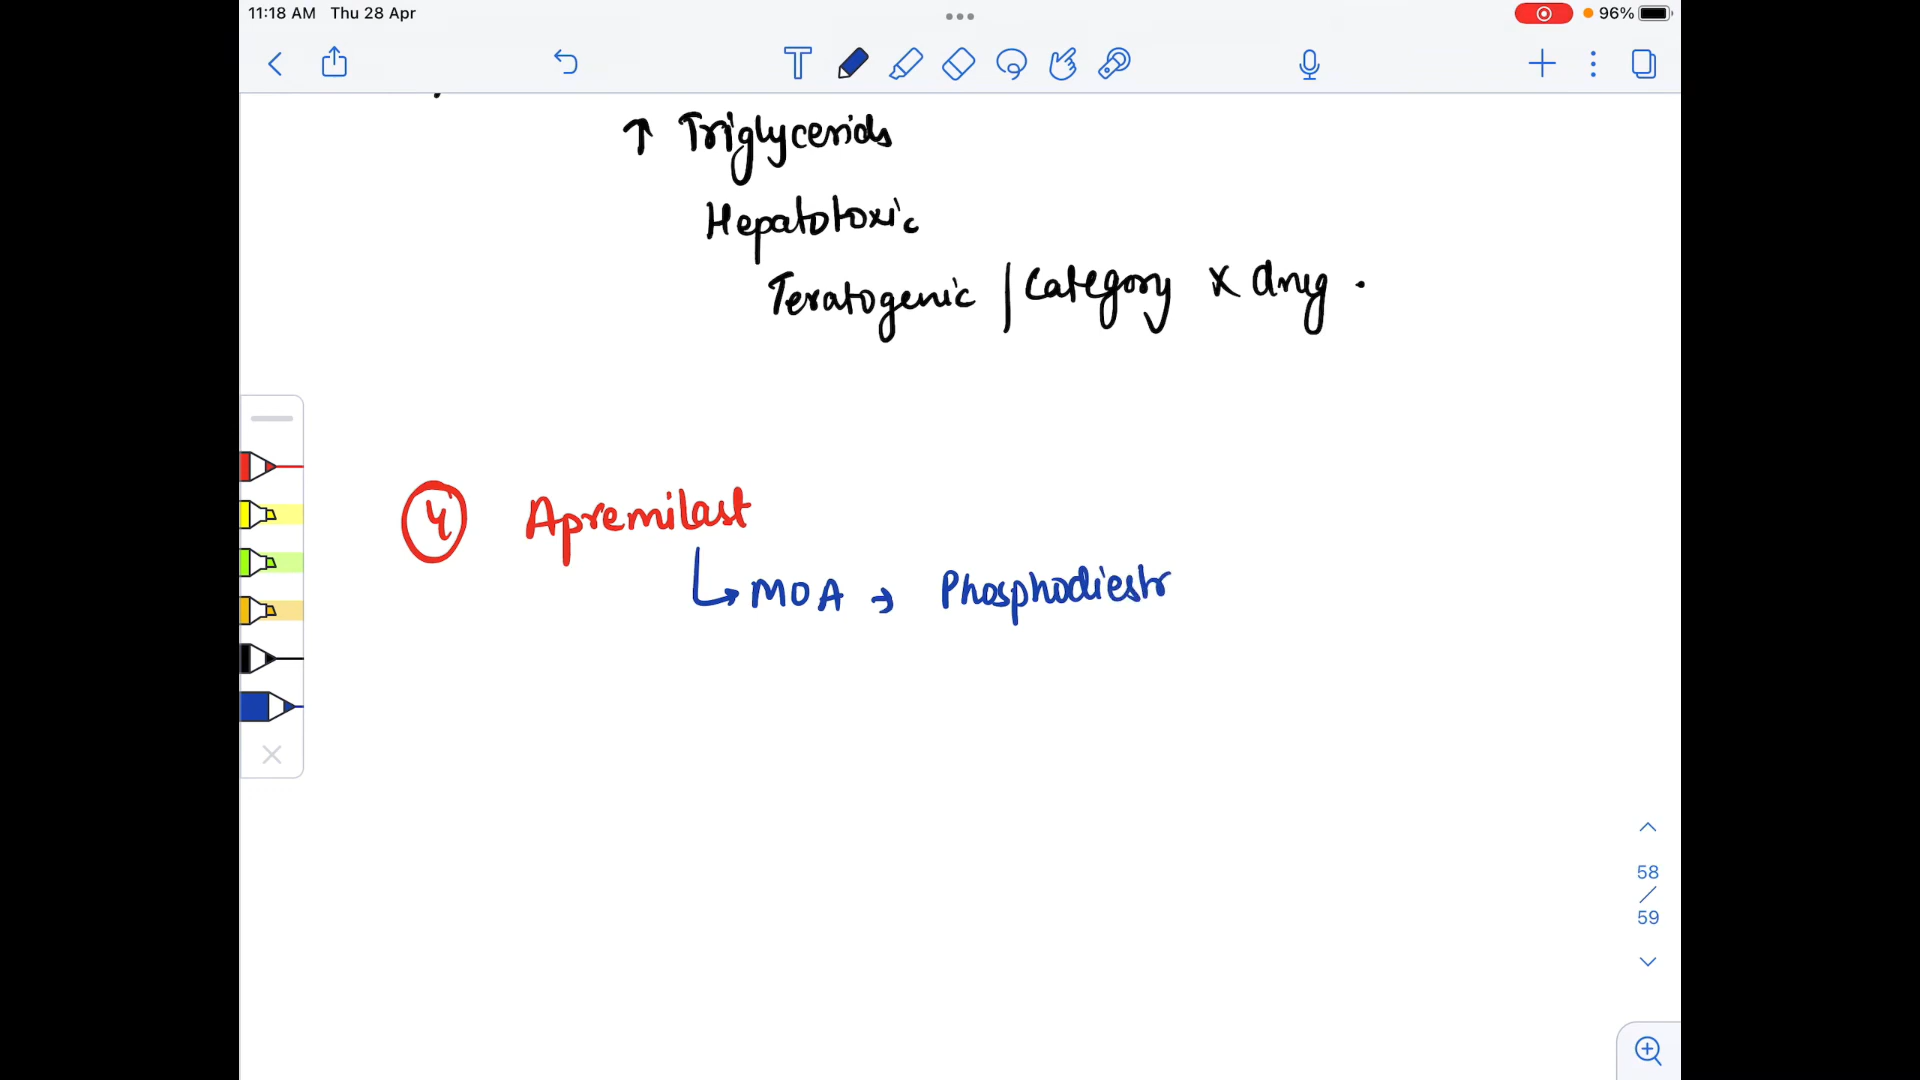 11:18 AM Thu 28 Apr
96%
T
↑ Triglycerids
Hepatotoxic
Teratogenic | Category X drug .
4 Apremilast
↳ MOA → Phosphodiestr
58
/
59